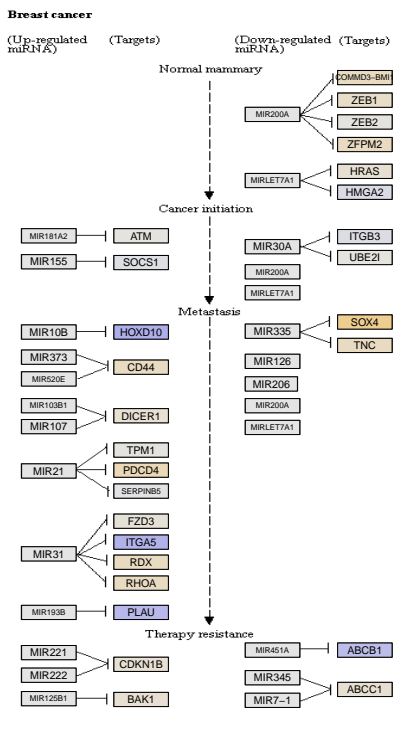 Breast cancer
(Up-regulated miRNA) (Targets) (Down-regulated miRNA) (Targets)
Normal mammary
COMMD3-BMI1
ZEB1
MIR200A
ZEB2
ZFPM2
HRAS
MIRLET7A1
HMGA2
Cancer initiation
MIR181A2 ATM
ITGB3
MIR30A
UBE2I
MIR155 SOCS1
MIR200A
MIRLET7A1
Metastasis
MIR10B HOXD10
SOX4
MIR335
TNC
MIR373
CD44
MIR520E
MIR126
MIR206
MIR103B1
DICER1
MIR107
MIR200A
MIRLET7A1
TPM1
MIR21 PDCD4
SERPINB5
FZD3
ITGA5
MIR31
RDX
RHOA
MIR193B PLAU
Therapy resistance
MIR221
CDKN1B
MIR222
MIR451A ABCB1
MIR345
ABCC1
MIR7-1
MIR125B1 BAK1